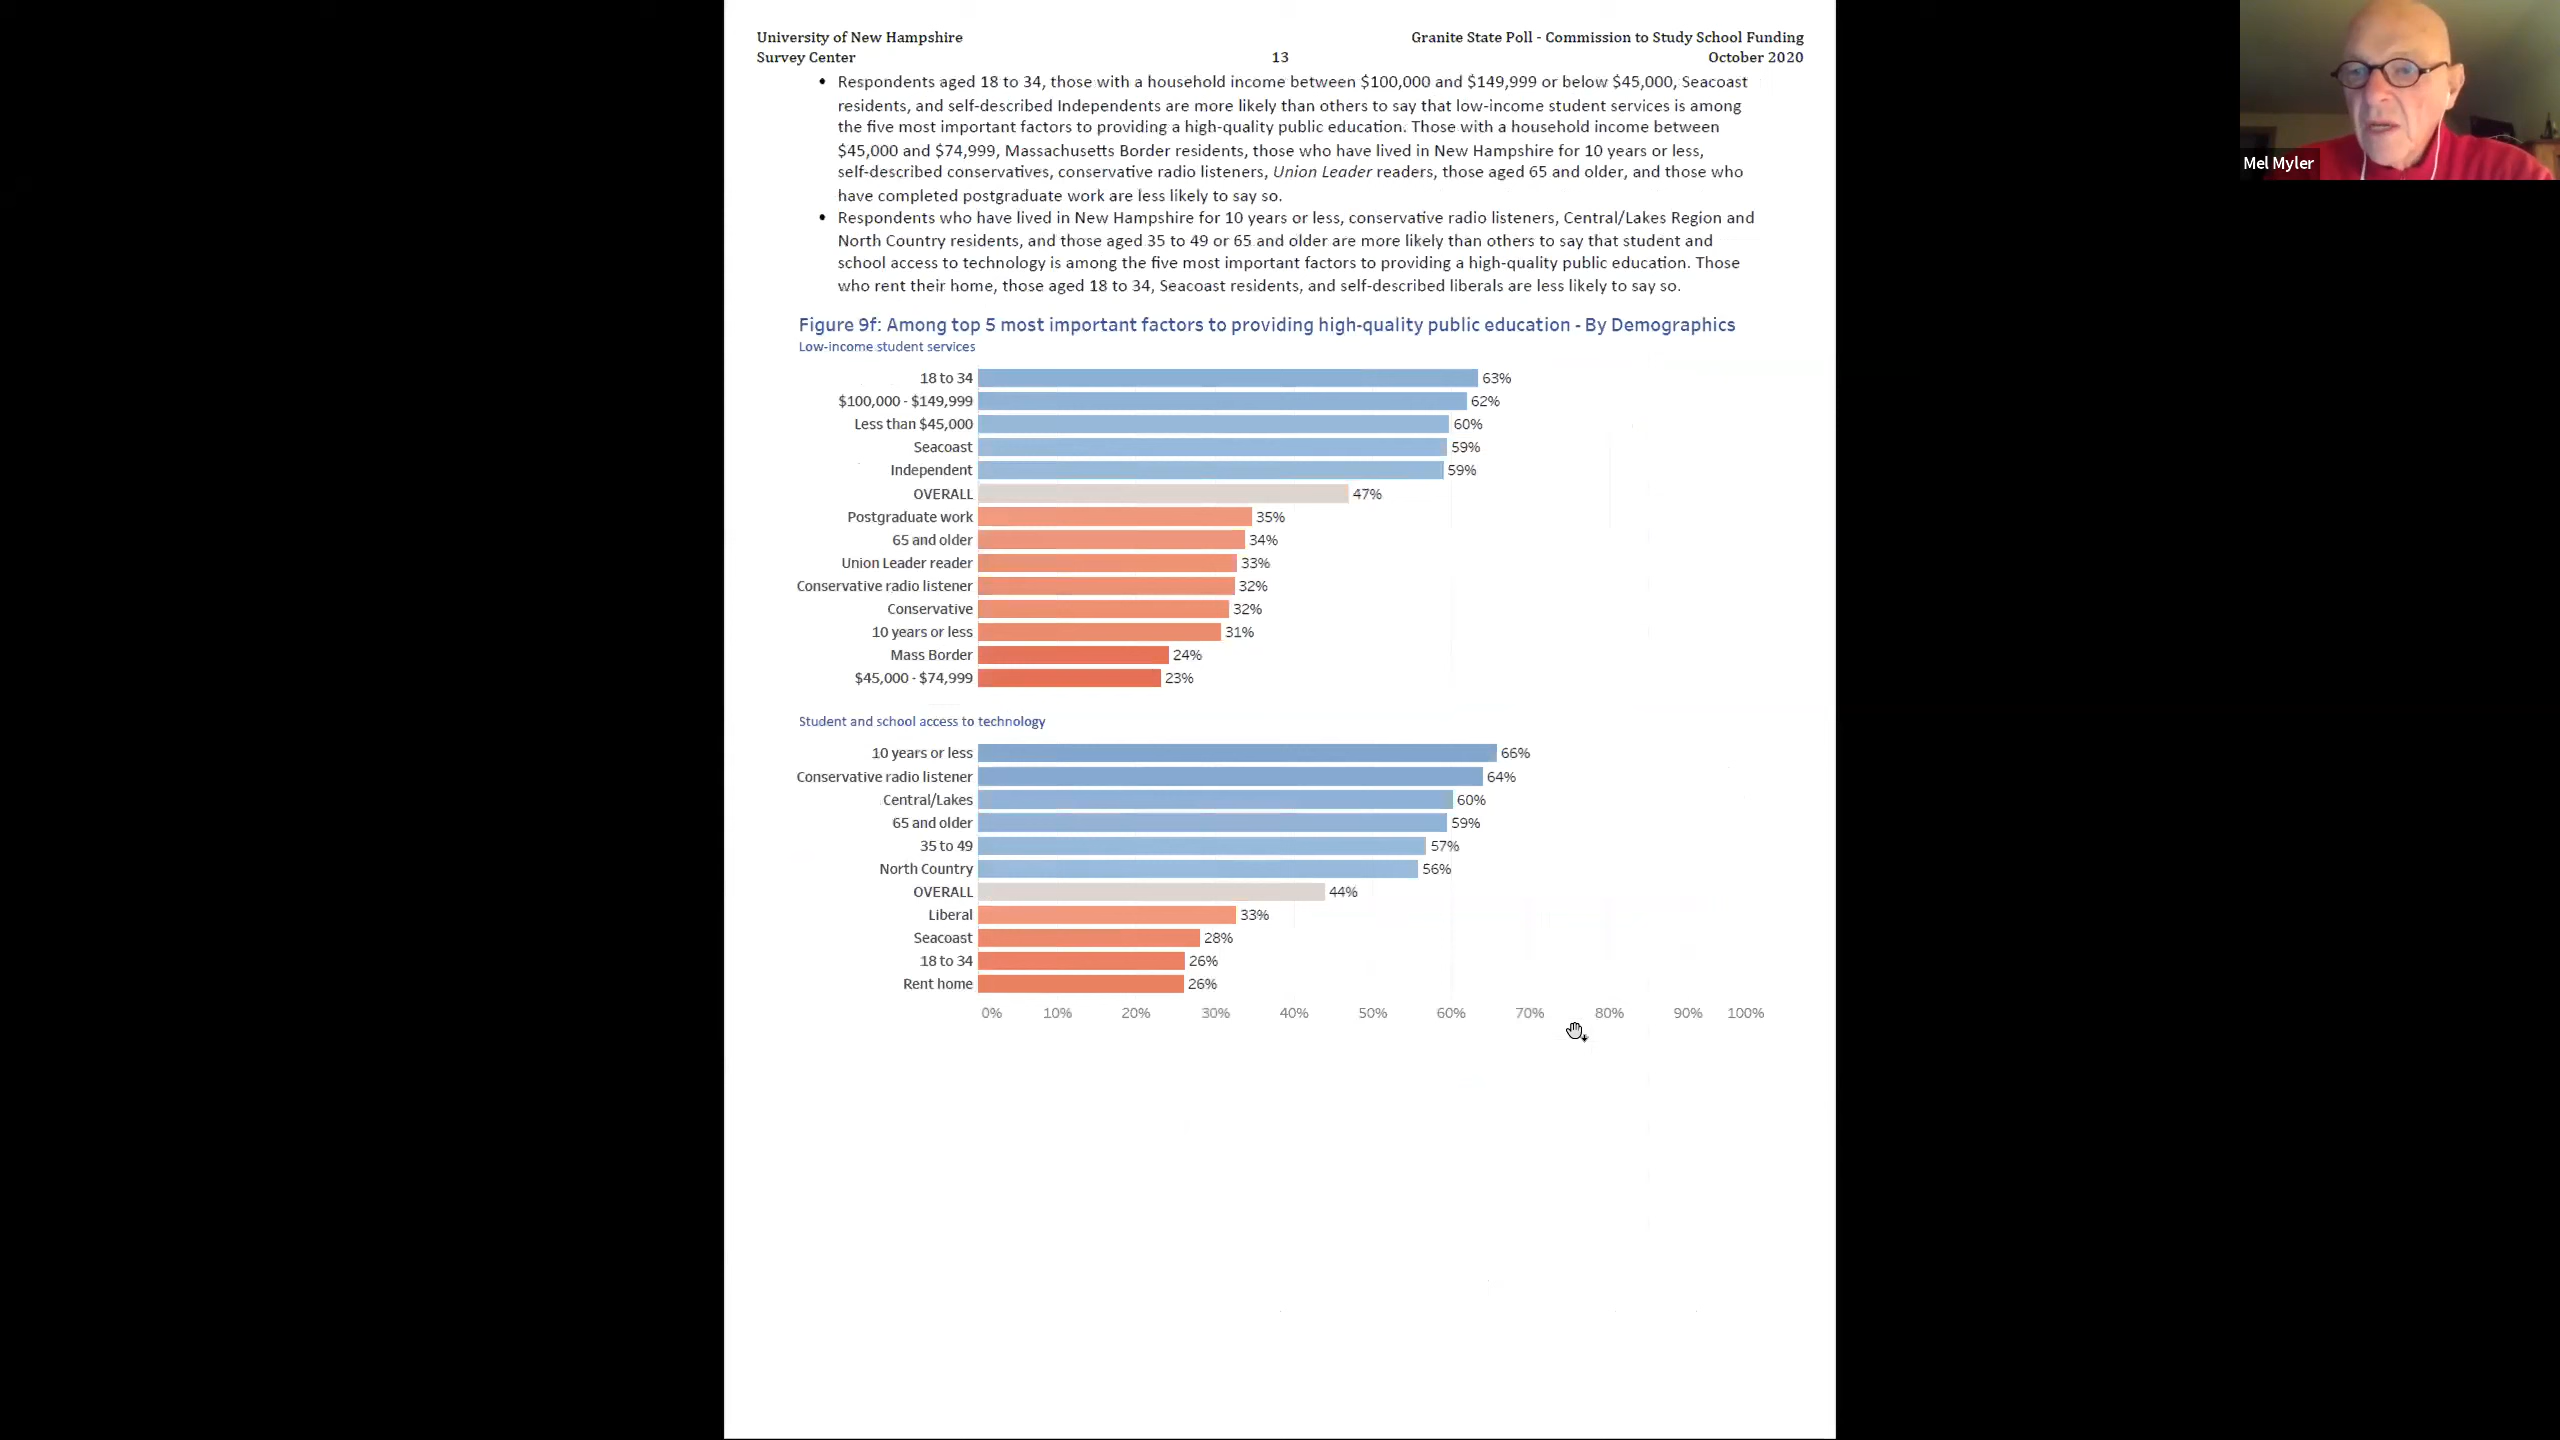 University of New Hampshire
Survey Center
13
Granite State Poll - Commission to Study School Funding
October 2020
• Respondents aged 18 to 34, those with a household income between $100,000 and $149,999 or below $45,000, Seacoast
residents, and self-described Independents are more likely than others to say that low-income student services is among
the five most important factors to providing a high-quality public education. Those with a household income between
$45,000 and $74,999, Massachusetts Border residents, those who have lived in New Hampshire for 10 years or less,
self-described conservatives, conservative radio listeners, Union Leader readers, those aged 65 and older, and those who
have completed postgraduate work are less likely to say so.
• Respondents who have lived in New Hampshire for 10 years or less, conservative radio listeners, Central/Lakes Region and
North Country residents, and those aged 35 to 49 or 65 and older are more likely than others to say that student and
school access to technology is among the five most important factors to providing a high-quality public education. Those
who rent their home, those aged 18 to 34, Seacoast residents, and self-described liberals are less likely to say so.
Figure 9f: Among top 5 most important factors to providing high-quality public education - By Demographics
Low-income student services
18 to 34 63%
$100,000 - $149,999 62%
Less than $45,000 60%
Seacoast 59%
Independent 59%
OVERALL 47%
Postgraduate work 35%
65 and older 34%
Union Leader reader 33%
Conservative radio listener 32%
Conservative 32%
10 years or less 31%
Mass Border 24%
$45,000 - $74,999 23%
Student and school access to technology
10 years or less 66%
Conservative radio listener 64%
Central/Lakes 60%
65 and older 59%
35 to 49 57%
North Country 56%
OVERALL 44%
Liberal 33%
Seacoast 28%
18 to 34 26%
Rent home 26%
0% 10% 20% 30% 40% 50% 60% 70% 80% 90% 100%
Mel Myler